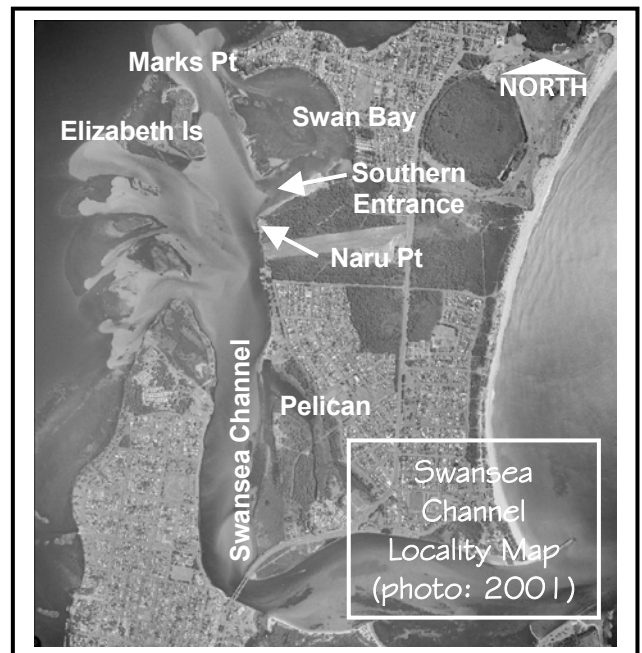 Marks Pt
NORTH
Elizabeth Is
Swan Bay
Southern
Entrance
Naru Pt
Swansea Channel
Pelican
Swansea
Channel
Locality Map
(photo: 2001)